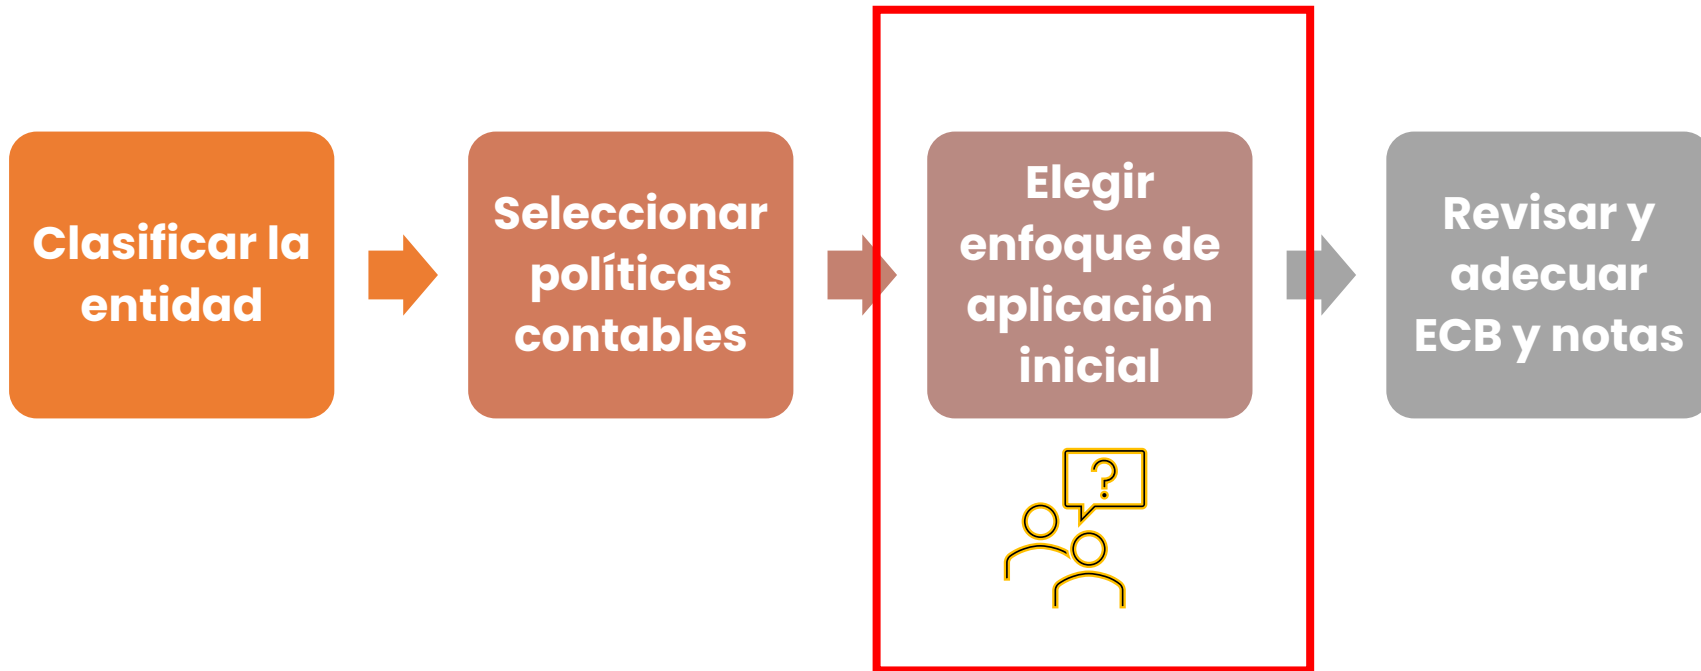 Clasificar la
entidad
Seleccionar
políticas
contables
Elegir
enfoque de
aplicación
inicial
?
Revisar y
adecuar
ECB y notas